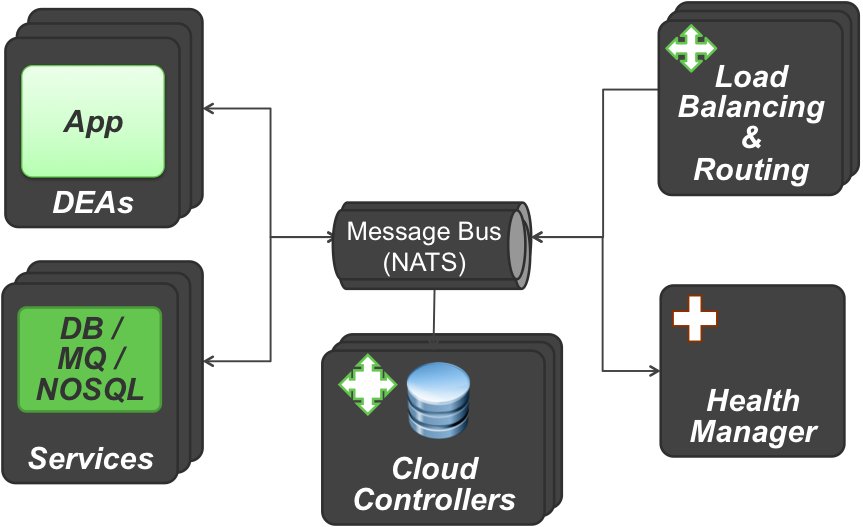 App
DEAs
Load
Balancing
&
Routing
Message Bus
(NATS)
DB /
MQ /
NOSQL
Services
Cloud
Controllers
Health
Manager